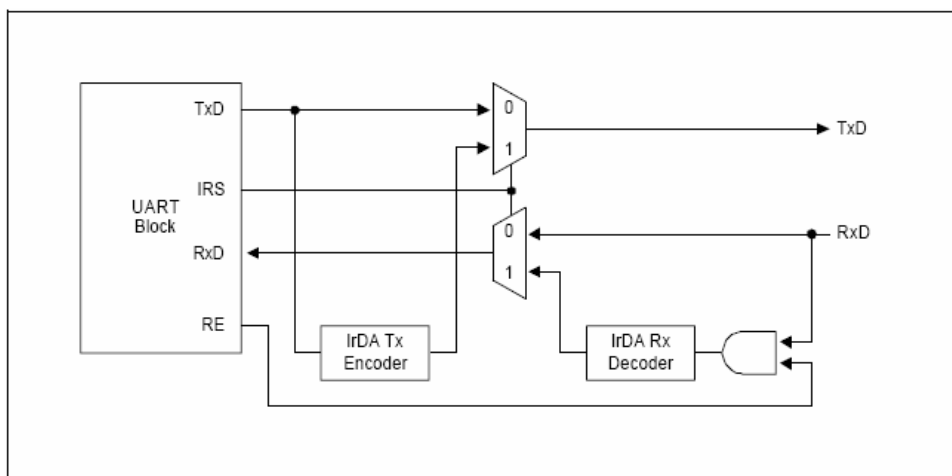 TxD
0
TxD
1
IRS
UART
Block
0
RxD
RxD
1
RE
IrDA Tx
Encoder
IrDA Rx
Decoder